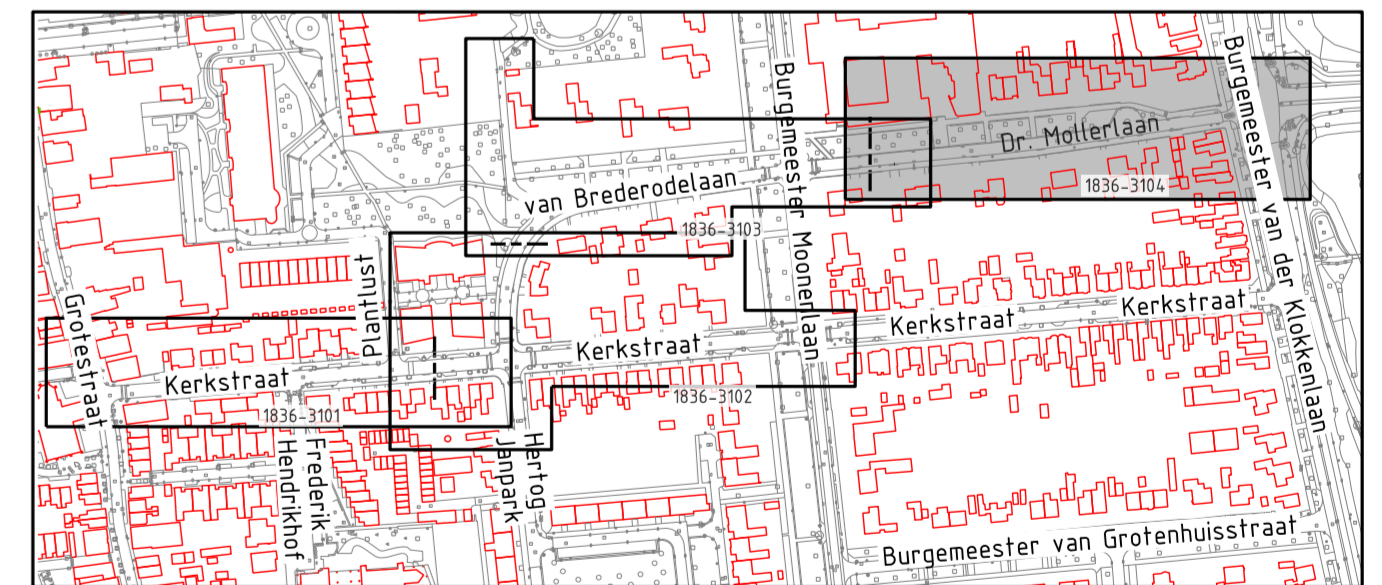 Burgemeester Moonenlaan
Burgemeester van der Klokkenlaan
Dr. Mollerlaan
1836-3104
van Brederodelaan
1836-3103
Grotestraat
Plantuinst
Kerkstraat
1836-3101
Kerkstraat
1836-3102
Kerkstraat
Kerkstraat
Frederik
Hendrikhof
Hertog
Janpark
Burgemeester van Grotenhuisstraat